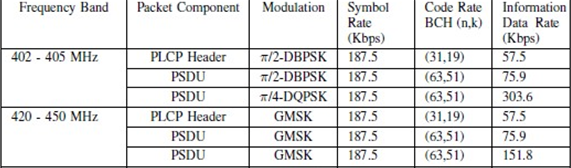 Frequency Band Packet Component Modulation Symbol Rate (Kbps) Code Rate BCH (n,k) Information Data Rate (Kbps)
402 - 405 MHz PLCP Header π/2-DBPSK 187.5 (31,19) 57.5
PSDU π/2-DBPSK 187.5 (63,51) 75.9
PSDU π/4-DQPSK 187.5 (63,51) 303.6
420 - 450 MHz PLCP Header GMSK 187.5 (31,19) 57.5
PSDU GMSK 187.5 (63,51) 75.9
PSDU GMSK 187.5 (63,51) 151.8